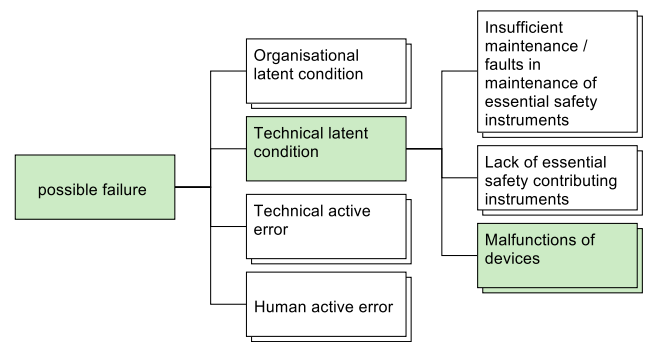 possible failure
Organisational
latent condition
Technical latent
condition
Technical active
error
Human active error
Insufficient
maintenance /
faults in
maintenance of
essential safety
instruments
Lack of essential
safety contributing
instruments
Malfunctions of
devices